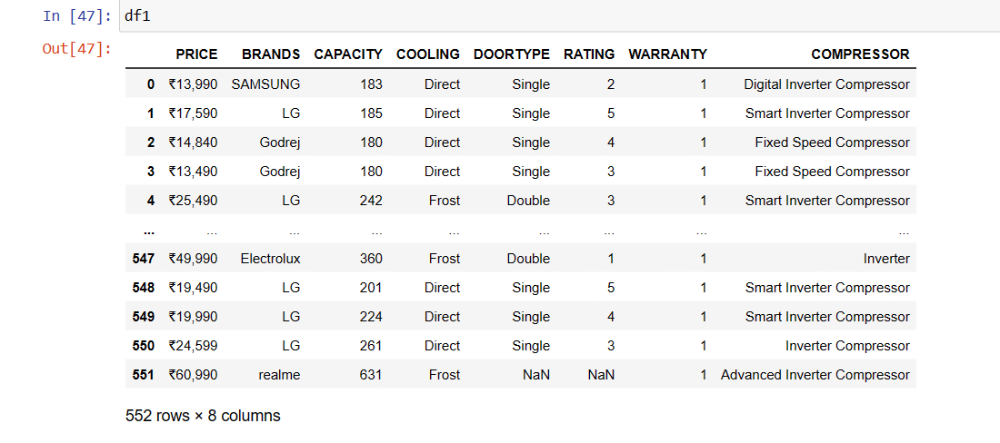 In [47]: df1
Out[47]:
PRICE BRANDS CAPACITY COOLING DOORTYPE RATING WARRANTY COMPRESSOR
0 ₹13,990 SAMSUNG 183 Direct Single 2 1 Digital Inverter Compressor
1 ₹17,590 LG 185 Direct Single 5 1 Smart Inverter Compressor
2 ₹14,840 Godrej 180 Direct Single 4 1 Fixed Speed Compressor
3 ₹13,490 Godrej 180 Direct Single 3 1 Fixed Speed Compressor
4 ₹25,490 LG 242 Frost Double 3 1 Smart Inverter Compressor
... ... ... ... ... ... ... ... ...
547 ₹49,990 Electrolux 360 Frost Double 1 1 Inverter
548 ₹19,490 LG 201 Direct Single 5 1 Smart Inverter Compressor
549 ₹19,990 LG 224 Direct Single 4 1 Smart Inverter Compressor
550 ₹24,599 LG 261 Direct Single 3 1 Inverter Compressor
551 ₹60,990 realme 631 Frost NaN NaN 1 Advanced Inverter Compressor
552 rows × 8 columns